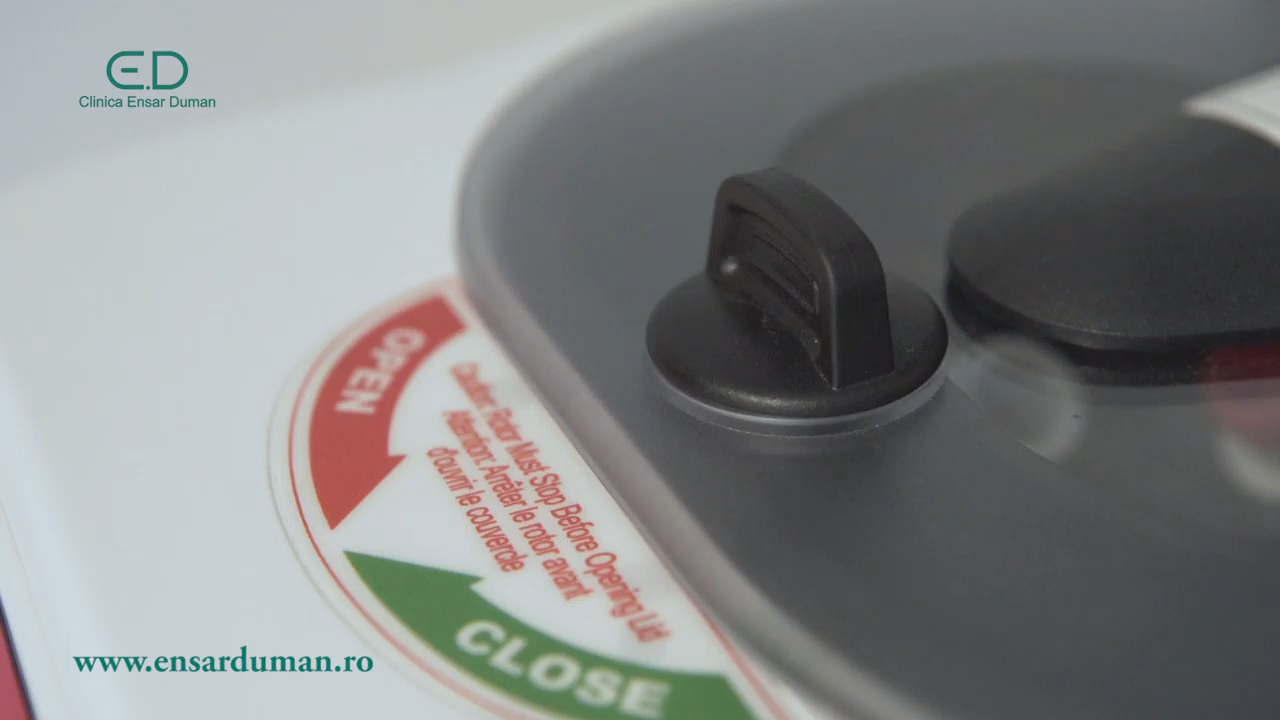 E.D
Clinica Ensar Duman
OPEN
Caution: Rotor Must Stop Before Opening Lid
Attention: Arrêter le rotor avant
d'ouvrir le couvercle
CLOSE
www.ensarduman.ro